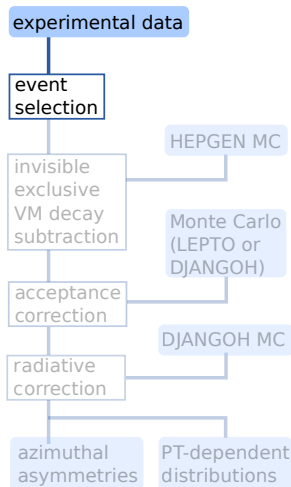 experimental data
event
selection
HEPGEN MC
invisible
exclusive
VM decay
subtraction
Monte Carlo
(LEPTO or
DJANGOH)
acceptance
correction
DJANGOH MC
radiative
correction
azimuthal
asymmetries
PT-dependent
distributions